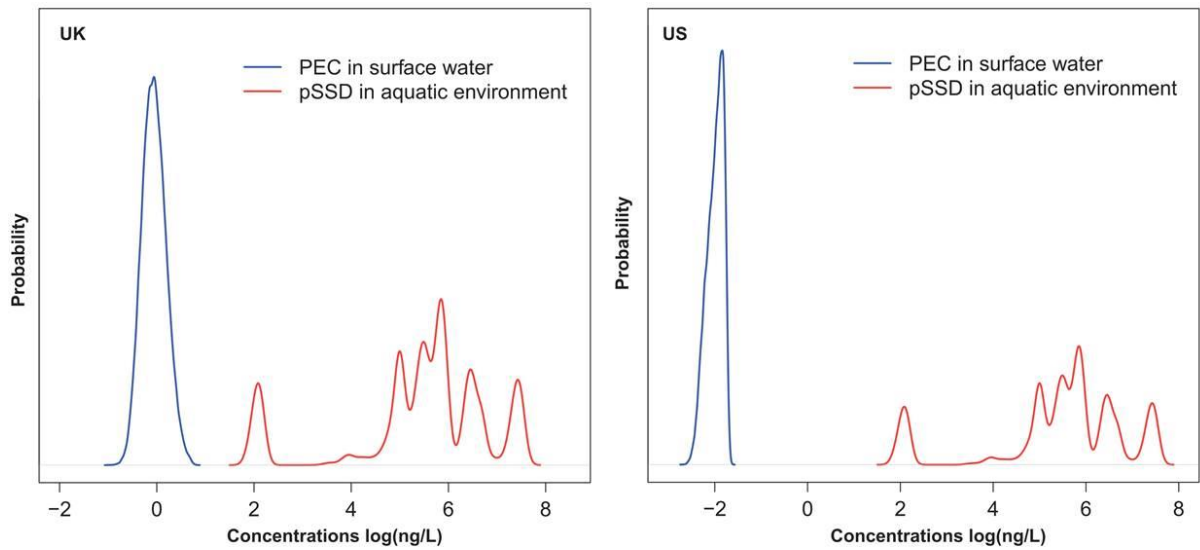 UK
PEC in surface water
pSSD in aquatic environment
Probability
−2 0 2 4 6 8
Concentrations log(ng/L)
US
PEC in surface water
pSSD in aquatic environment
Probability
−2 0 2 4 6 8
Concentrations log(ng/L)